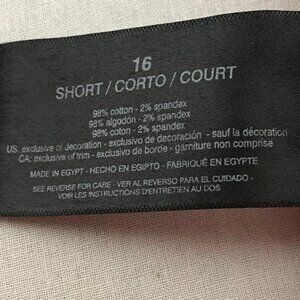 16
SHORT / CORTO / COURT
98% cotton - 2% spandex
98% algodón - 2% spandex
98% coton - 2% spandex
US: exclusive of decoration - exclusivo de decoración - sauf la décoration
CA: exclusive of trim - exclusivo de borde - garniture non comprise
MADE IN EGYPT - HECHO EN EGIPTO - FABRIQUÉ EN EGYPTE
SEE REVERSE FOR CARE - VER AL REVERSO PARA EL CUIDADO -
VOIR LES INSTRUCTIONS D'ENTRETIEN AU DOS